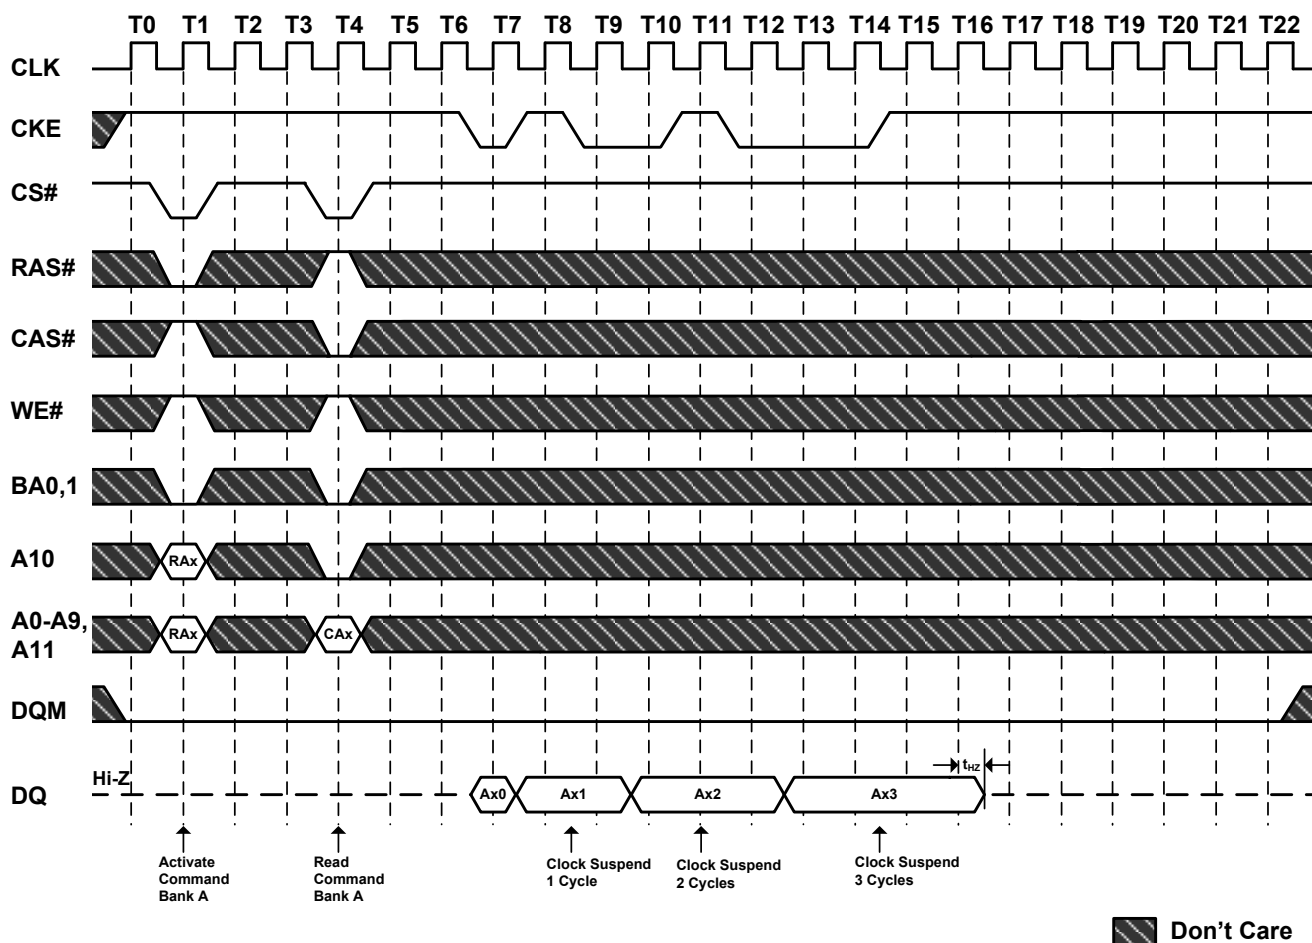 T0 T1 T2 T3 T4 T5 T6 T7 T8 T9 T10 T11 T12 T13 T14 T15 T16 T17 T18 T19 T20 T21 T22
CLK
CKE
CS#
RAS#
CAS#
WE#
BA0,1
A10
RAx
A0-A9,
A11
RAx
CAx
DQM
Hi-Z
tHZ
DQ
Ax0
Ax1
Ax2
Ax3
Activate
Command
Bank A
Read
Command
Bank A
Clock Suspend
1 Cycle
Clock Suspend
2 Cycles
Clock Suspend
3 Cycles
Don't Care